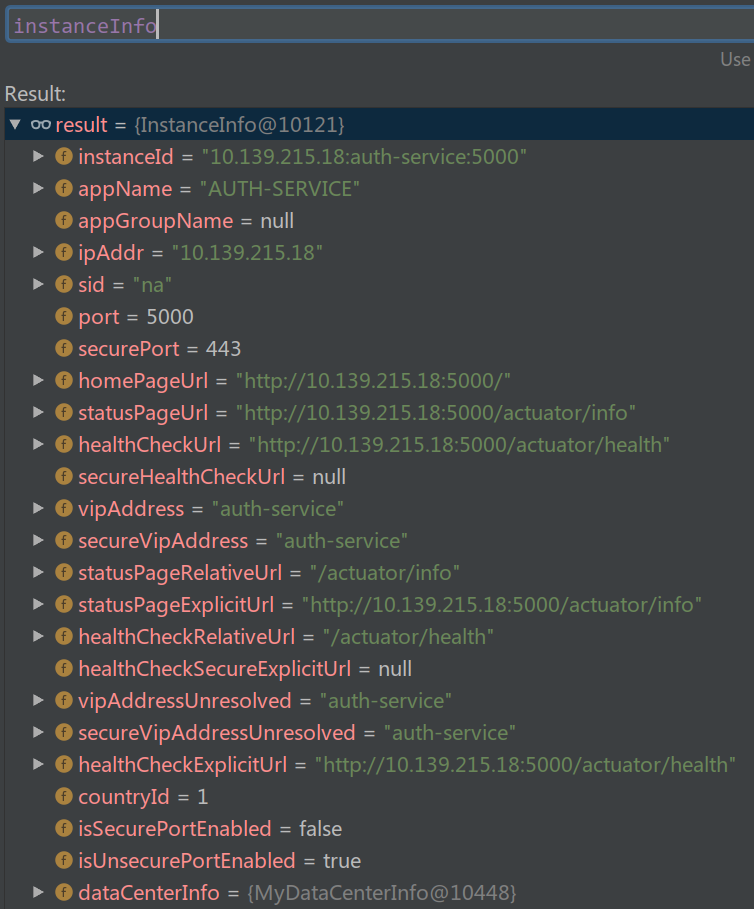 instanceInfo
Use
Result:
result = {InstanceInfo@10121}
f instanceId = "10.139.215.18:auth-service:5000"
f appName = "AUTH-SERVICE"
f appGroupName = null
f ipAddr = "10.139.215.18"
f sid = "na"
f port = 5000
f securePort = 443
f homePageUrl = "http://10.139.215.18:5000/"
f statusPageUrl = "http://10.139.215.18:5000/actuator/info"
f healthCheckUrl = "http://10.139.215.18:5000/actuator/health"
f secureHealthCheckUrl = null
f vipAddress = "auth-service"
f secureVipAddress = "auth-service"
f statusPageRelativeUrl = "/actuator/info"
f statusPageExplicitUrl = "http://10.139.215.18:5000/actuator/info"
f healthCheckRelativeUrl = "/actuator/health"
f healthCheckSecureExplicitUrl = null
f vipAddressUnresolved = "auth-service"
f secureVipAddressUnresolved = "auth-service"
f healthCheckExplicitUrl = "http://10.139.215.18:5000/actuator/health"
f countryId = 1
f isSecurePortEnabled = false
f isUnsecurePortEnabled = true
f dataCenterInfo = {MyDataCenterInfo@10448}